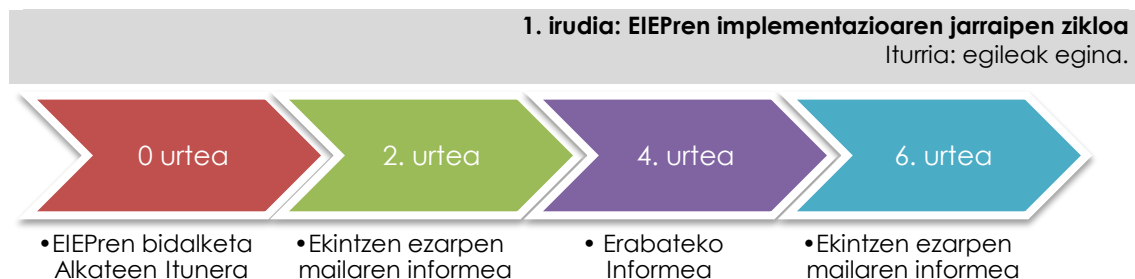 1. irudia: EIEPren implementazioaren jarraipen zikloa
Iturria: egileak egina.
0 urtea
2. urtea
4. urtea
6. urtea
•EIEPren bidalketa
Alkateen Itunera
•Ekintzen ezarpen
mailaren informea
• Erabateko
Informea
•Ekintzen ezarpen
mailaren informea